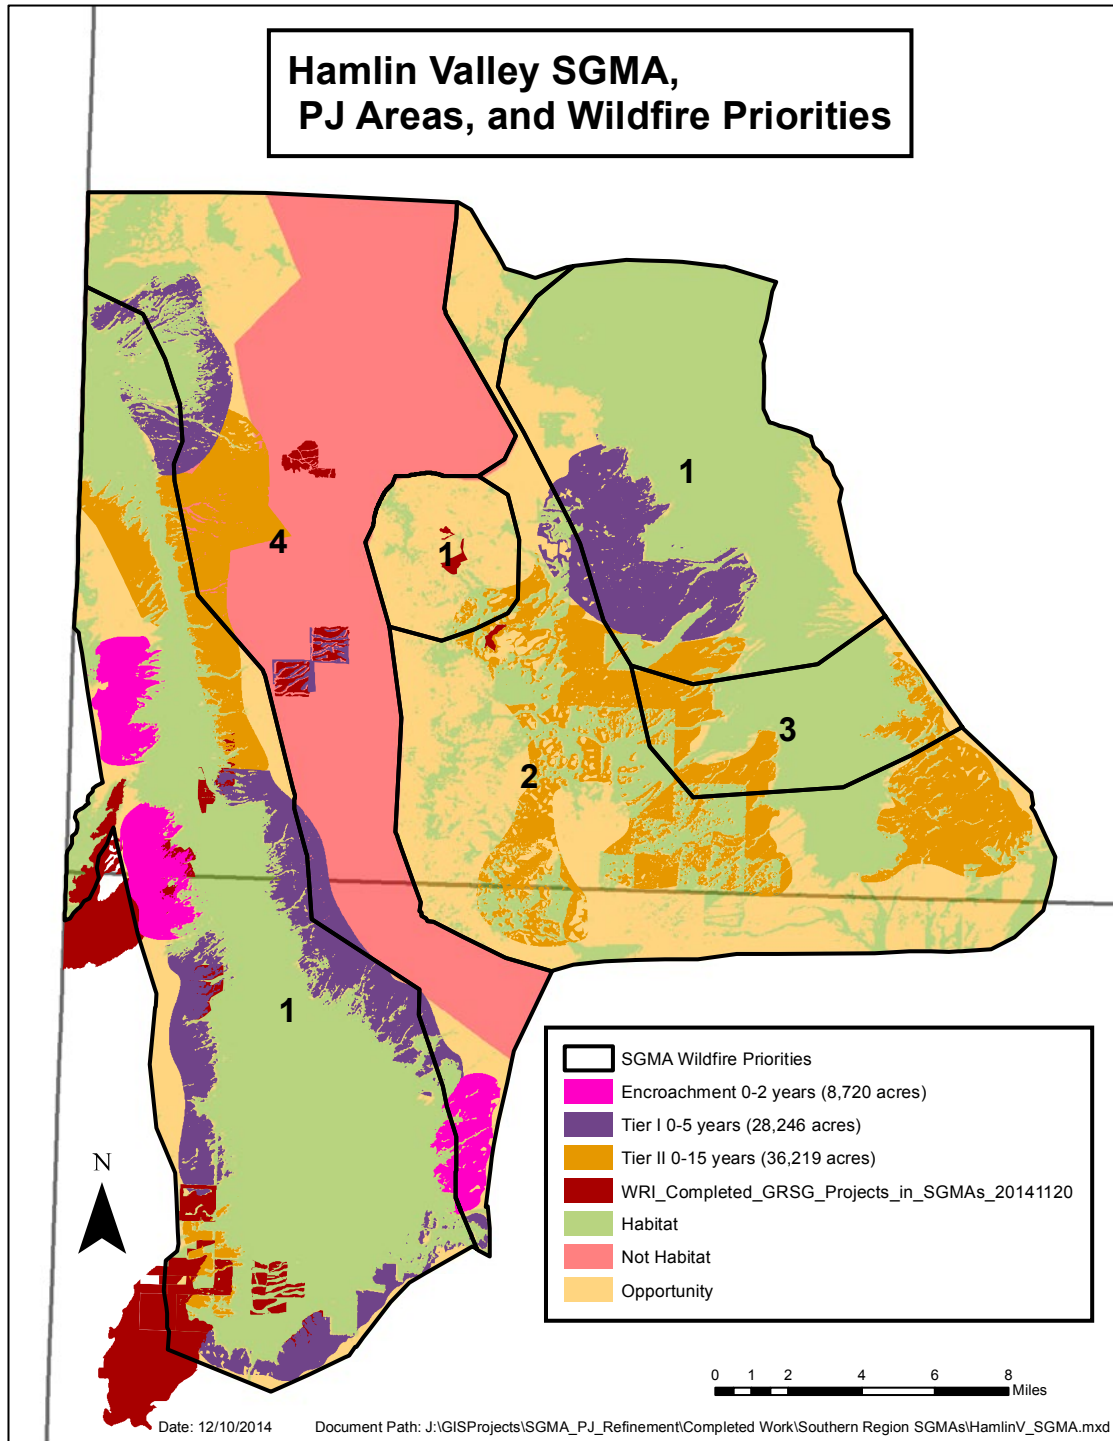 Hamlin Valley SGMA,
PJ Areas, and Wildfire Priorities
1
4
1
3
2
1
SGMA Wildfire Priorities
Encroachment 0-2 years (8,720 acres)
Tier I 0-5 years (28,246 acres)
Tier II 0-15 years (36,219 acres)
WRI_Completed_GRSG_Projects_in_SGMAs_20141120
Habitat
Not Habitat
Opportunity
N
0 1 2 4 6 8
Miles
Date: 12/10/2014 Document Path: J:\GISProjects\SGMA_PJ_Refinement\Completed Work\Southern Region SGMAs\HamlinV_SGMA.mxd